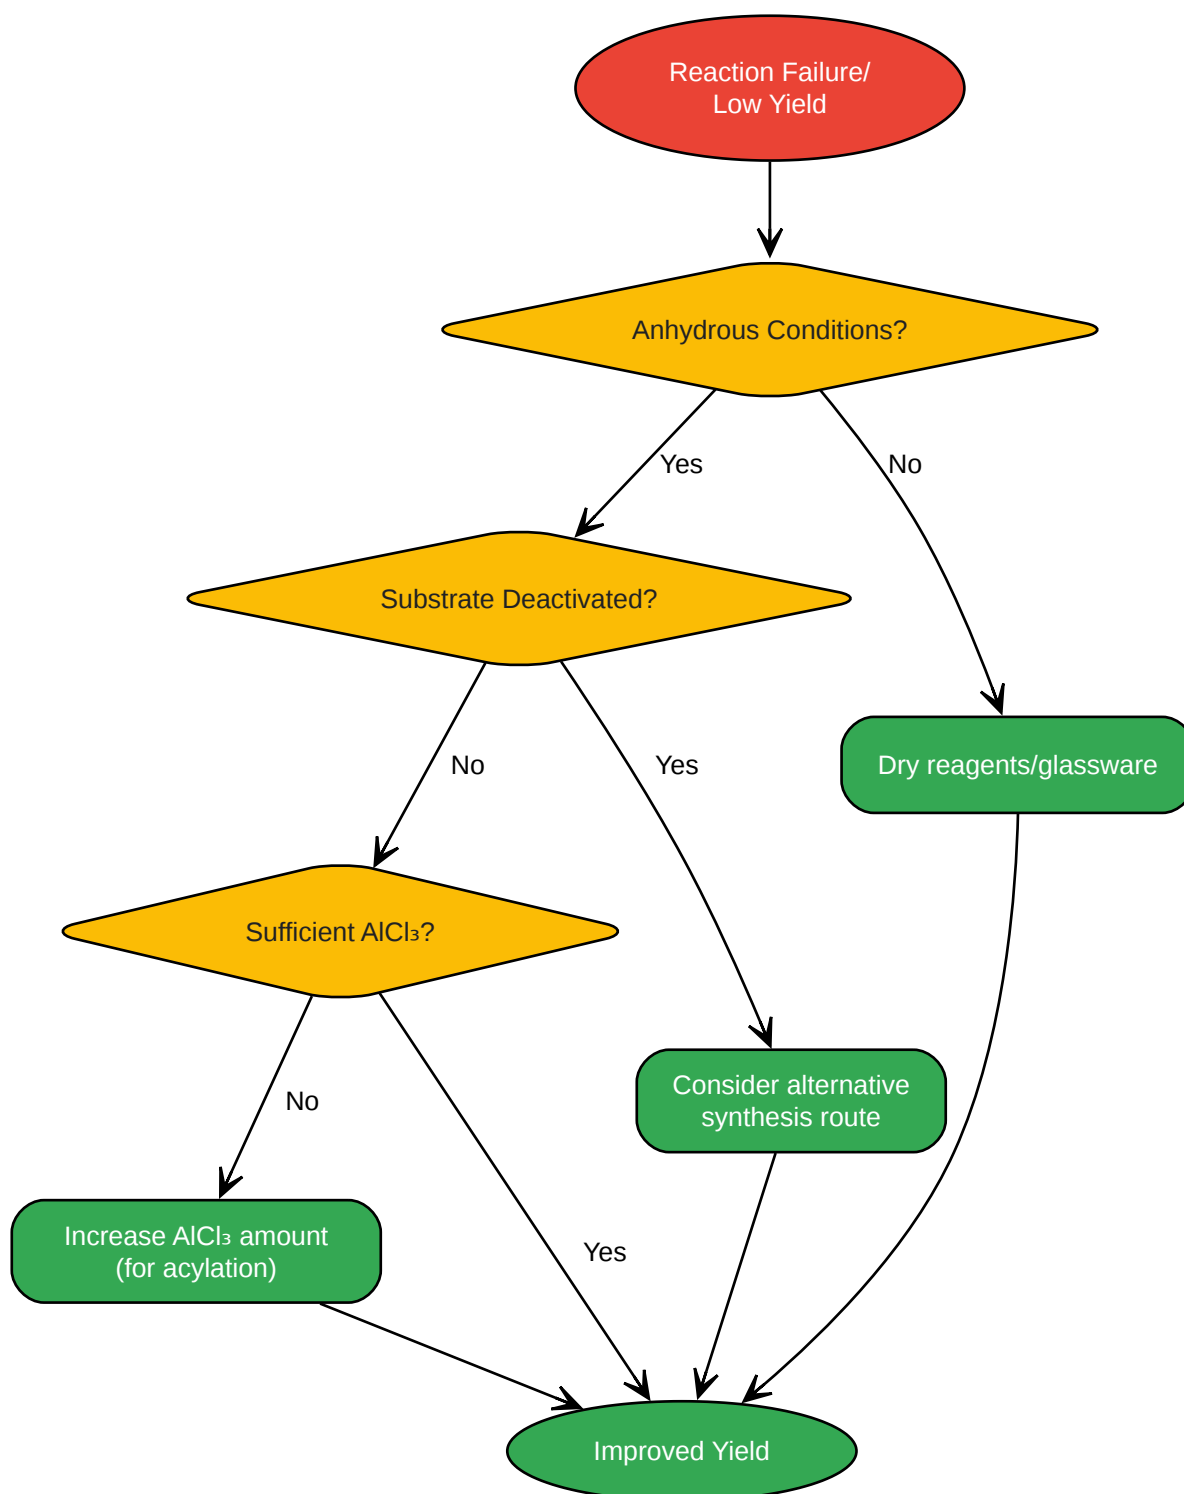 Reaction Failure/
Low Yield
Anhydrous Conditions?
Yes
No
Substrate Deactivated?
No
Yes
Dry reagents/glassware
Sufficient AlCl₃?
No
Consider alternative
synthesis route
Increase AlCl₃ amount
(for acylation)
Yes
Improved Yield